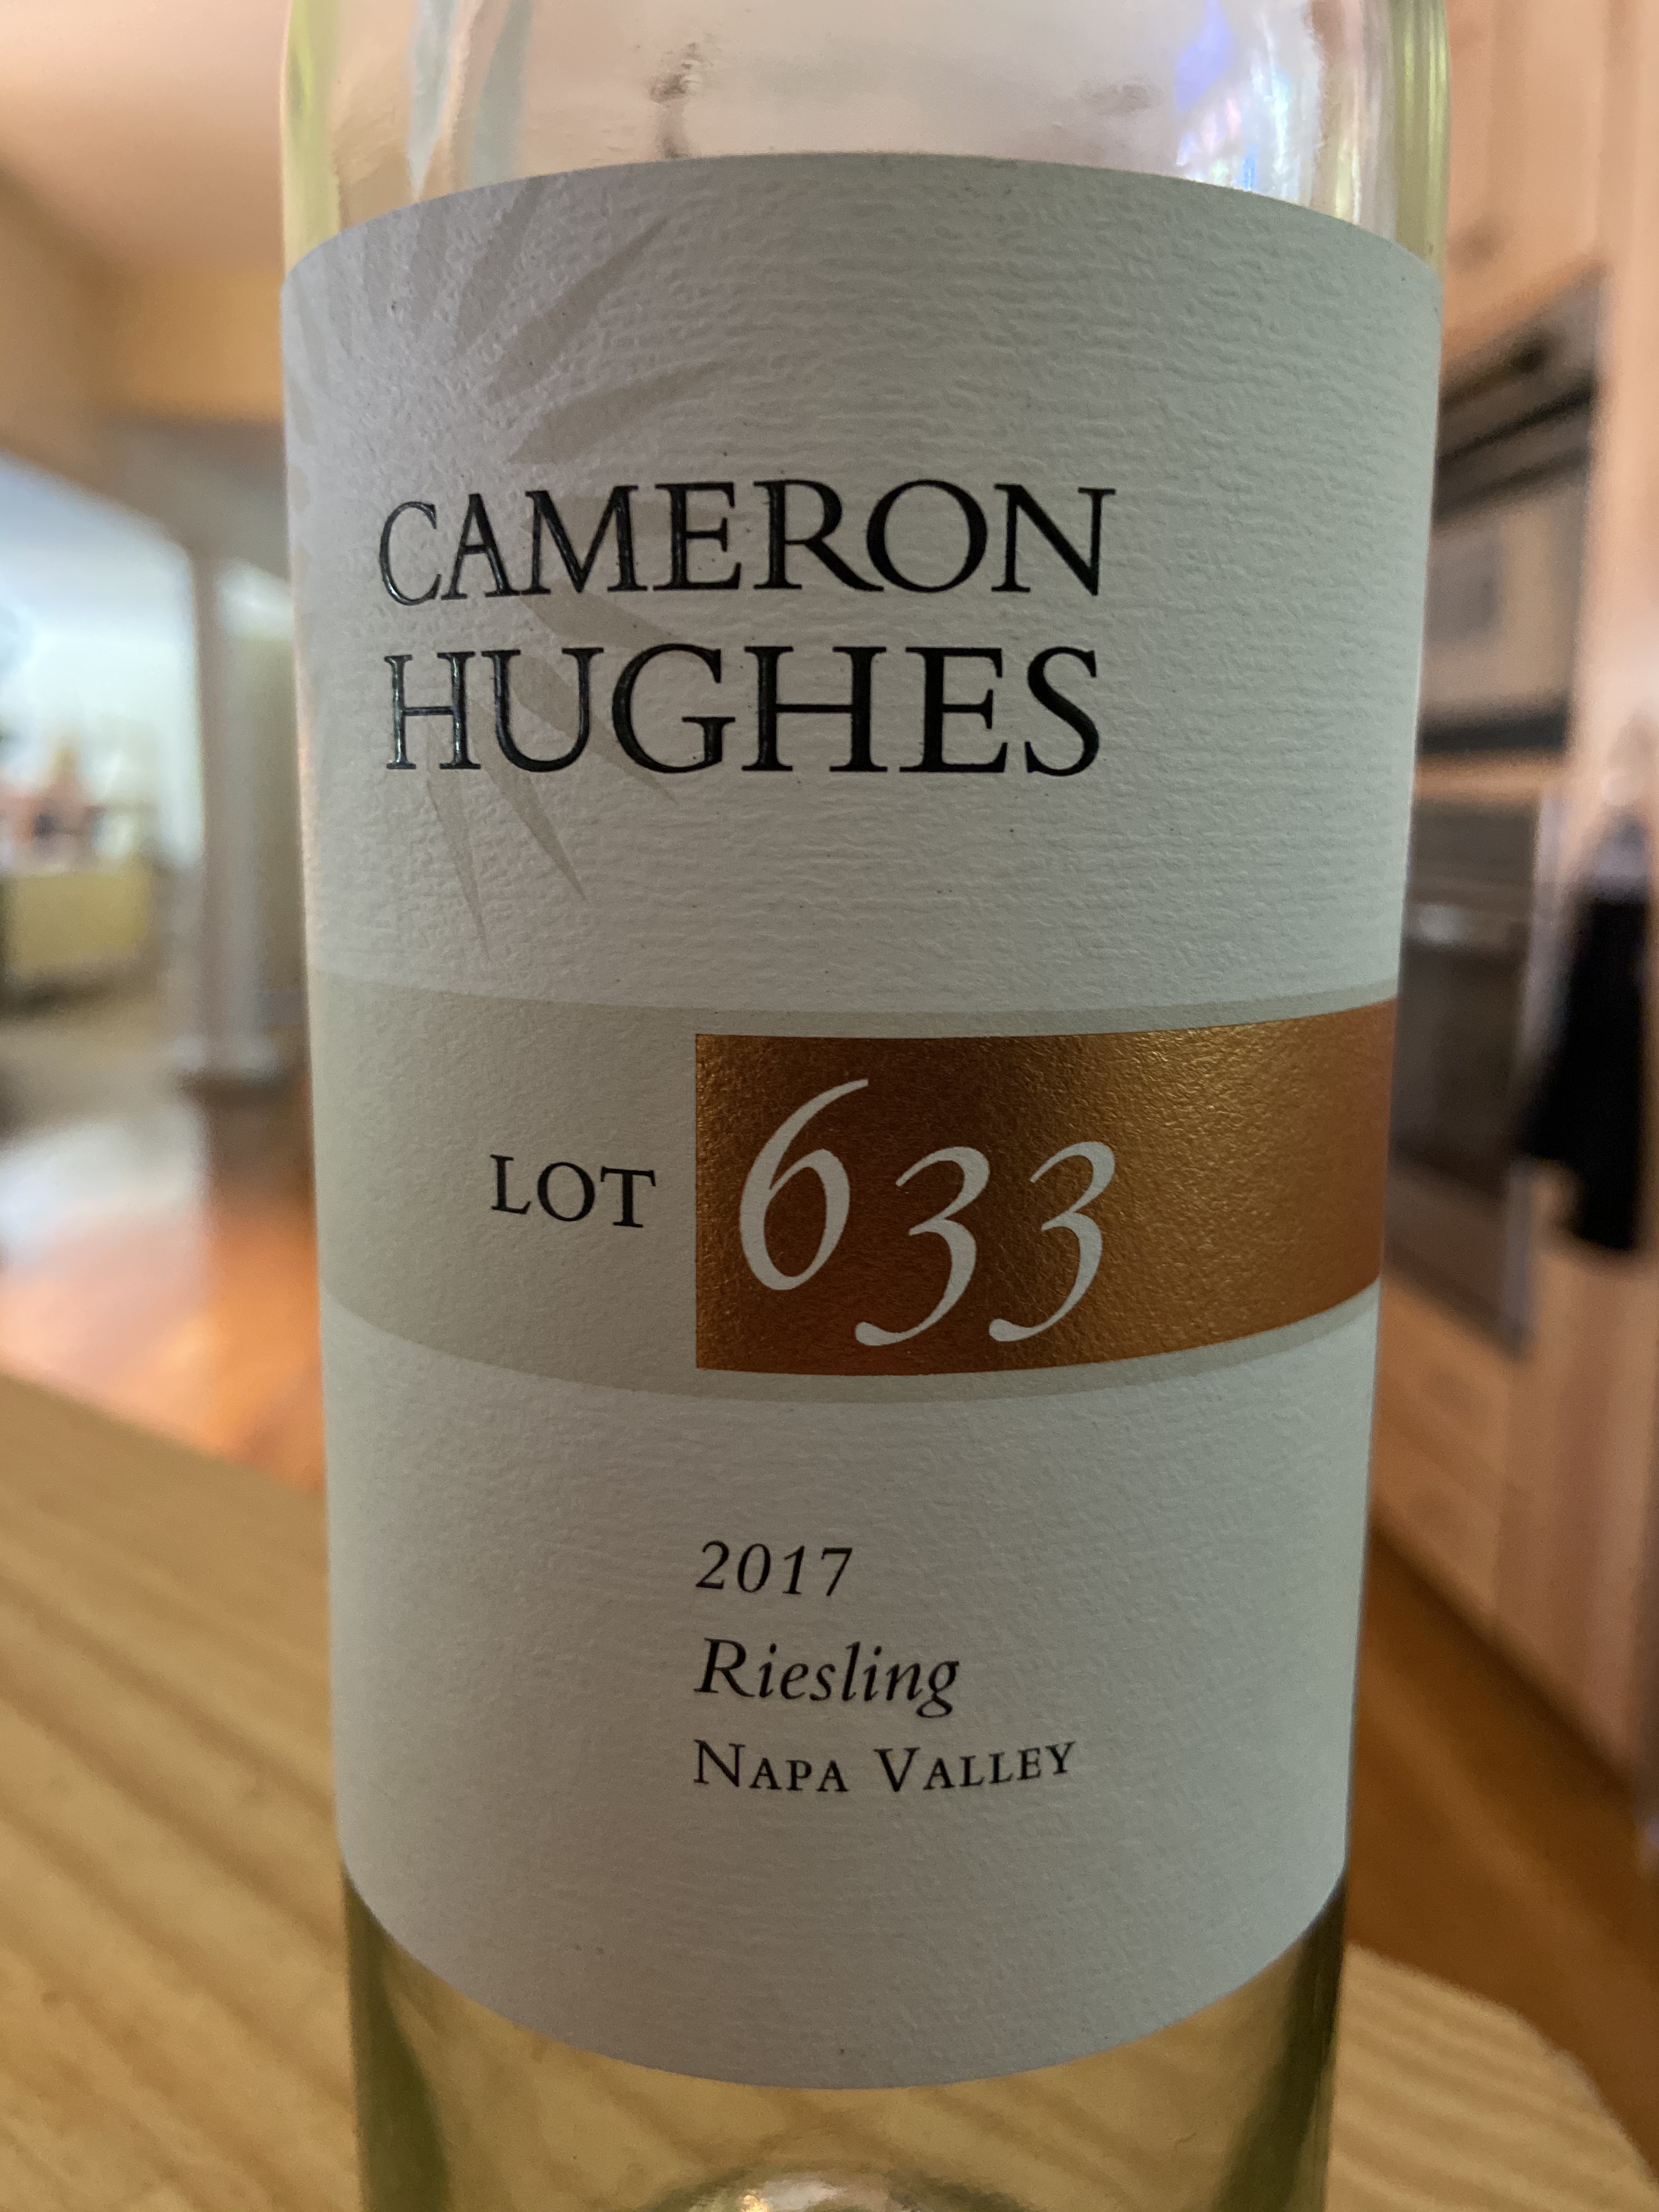 CAMERON
HUGHES
LOT 633
2017
Riesling
NAPA VALLEY